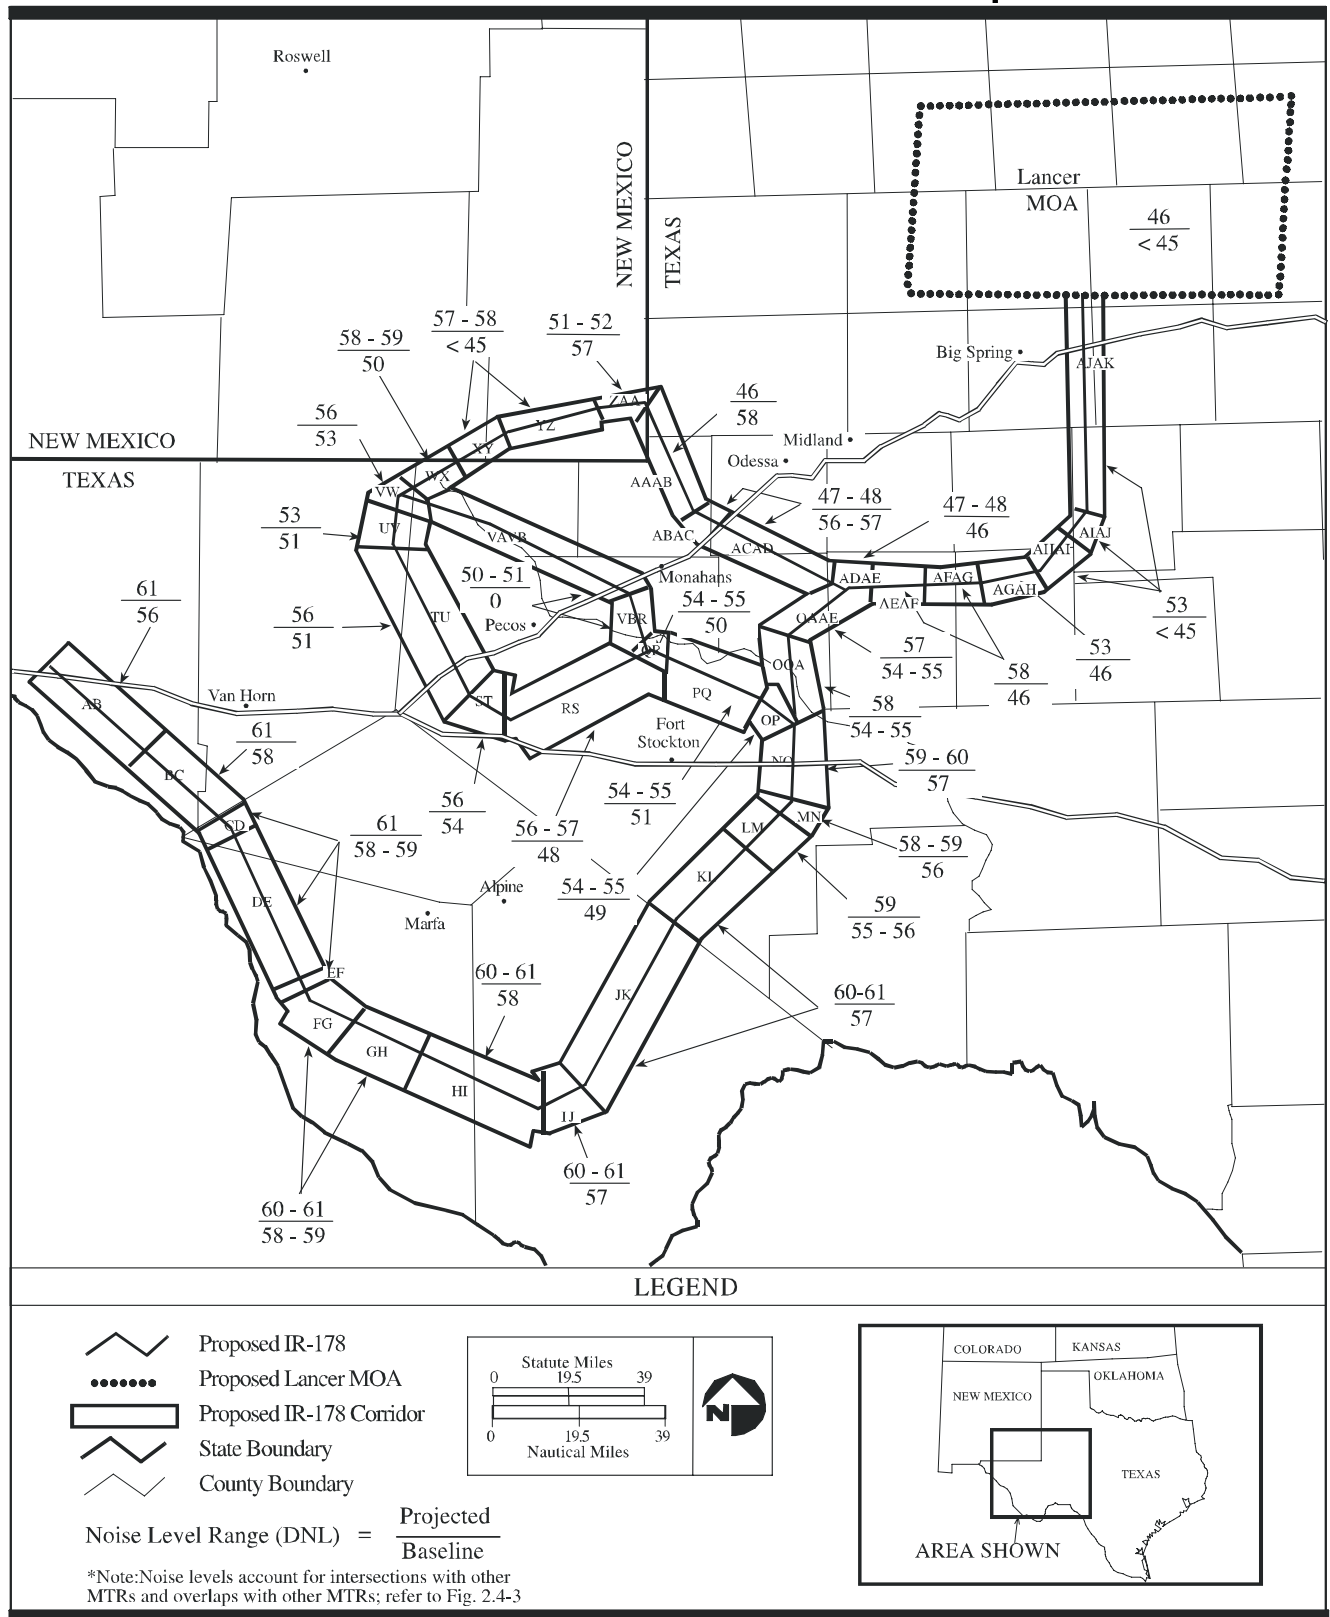 Roswell
NEW MEXICO
TEXAS
Lancer
MOA
46
< 45
57 - 58
< 45
51 - 52
57
58 - 59
50
Big Spring
AJAK
ZAA
46
58
56
53
YZ
NEW MEXICO
XY
Midland
Odessa
TEXAS
WX
AAAB
VW
47 - 48
56 - 57
47 - 48
46
53
51
UV
VAVB
ABAC
ACAD
AIAJ
AHAI
50 - 51
0
Monahans
ADAE
AFAG
AGAH
AEAF
61
56
54 - 55
50
53
< 45
56
51
TU
Pecos
VBR
OAAE
QR
57
54 - 55
53
46
OOA
58
46
Van Horn
AB
ST
RS
PQ
58
54 - 55
OP
Fort
Stockton
61
58
BC
NO
59 - 60
57
54 - 55
51
56
54
CD
61
58 - 59
56 - 57
48
LM
MN
58 - 59
56
KL
54 - 55
49
Alpine
DE
Marfa
59
55 - 56
EF
60 - 61
58
JK
60-61
57
FG
GH
HI
IJ
60 - 61
57
60 - 61
58 - 59
LEGEND
Proposed IR-178
Proposed Lancer MOA
Proposed IR-178 Corridor
State Boundary
County Boundary
Noise Level Range (DNL) = Projected
Baseline
*Note:Noise levels account for intersections with other
MTRs and overlaps with other MTRs; refer to Fig. 2.4-3
Statute Miles
0 19.5 39
0 19.5 39
Nautical Miles
N
COLORADO
KANSAS
OKLAHOMA
NEW MEXICO
TEXAS
AREA SHOWN